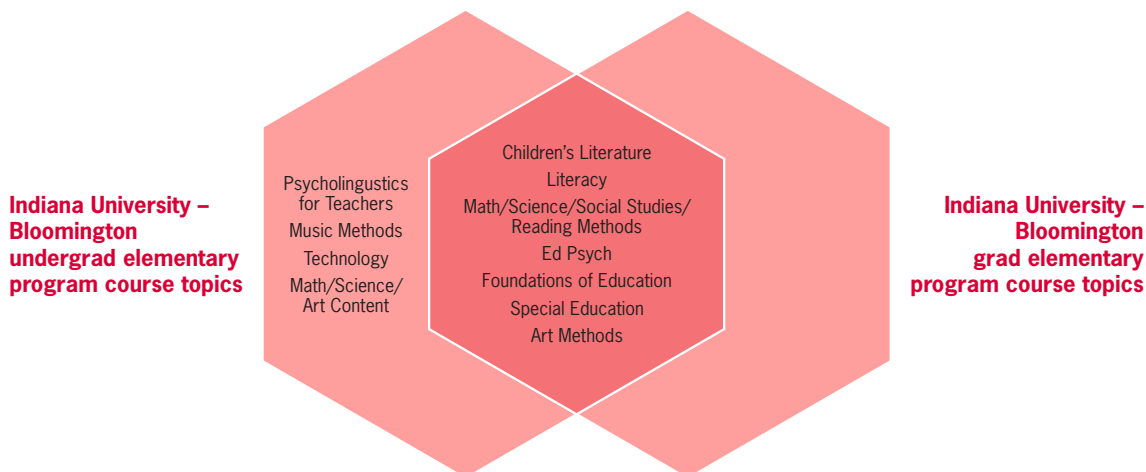 Indiana University –
Bloomington
undergrad elementary
program course topics
Psycholingustics
for Teachers
Music Methods
Technology
Math/Science/
Art Content
Children's Literature
Literacy
Math/Science/Social Studies/
Reading Methods
Ed Psych
Foundations of Education
Special Education
Art Methods
Indiana University –
Bloomington
grad elementary
program course topics